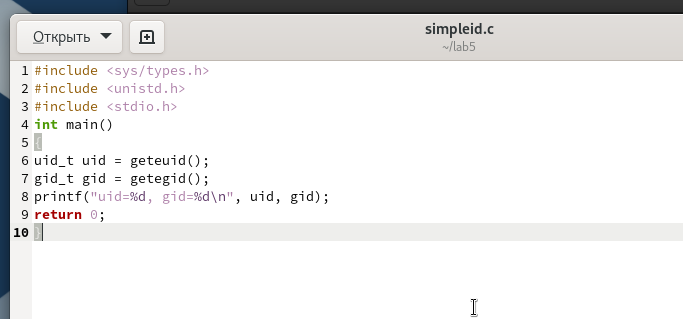 Открыть
simpleid.c
~/lab5
1 #include <sys/types.h>
2 #include <unistd.h>
3 #include <stdio.h>
4 int main()
5 {
6 uid_t uid = geteuid();
7 gid_t gid = getegid();
8 printf("uid=%d, gid=%d\n", uid, gid);
9 return 0;
10 }